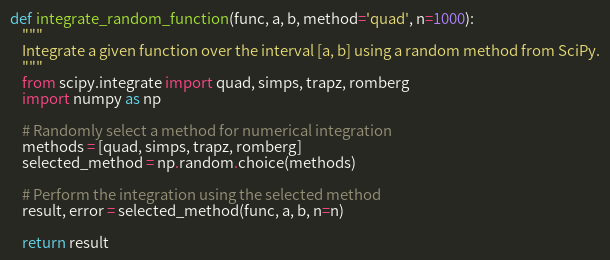 def integrate_random_function(func, a, b, method='quad', n=1000):
"""
Integrate a given function over the interval [a, b] using a random method from SciPy.
"""
from scipy.integrate import quad, simps, trapz, romberg
import numpy as np
# Randomly select a method for numerical integration
methods = [quad, simps, trapz, romberg]
selected_method = np.random.choice(methods)
# Perform the integration using the selected method
result, error = selected_method(func, a, b, n=n)
return result